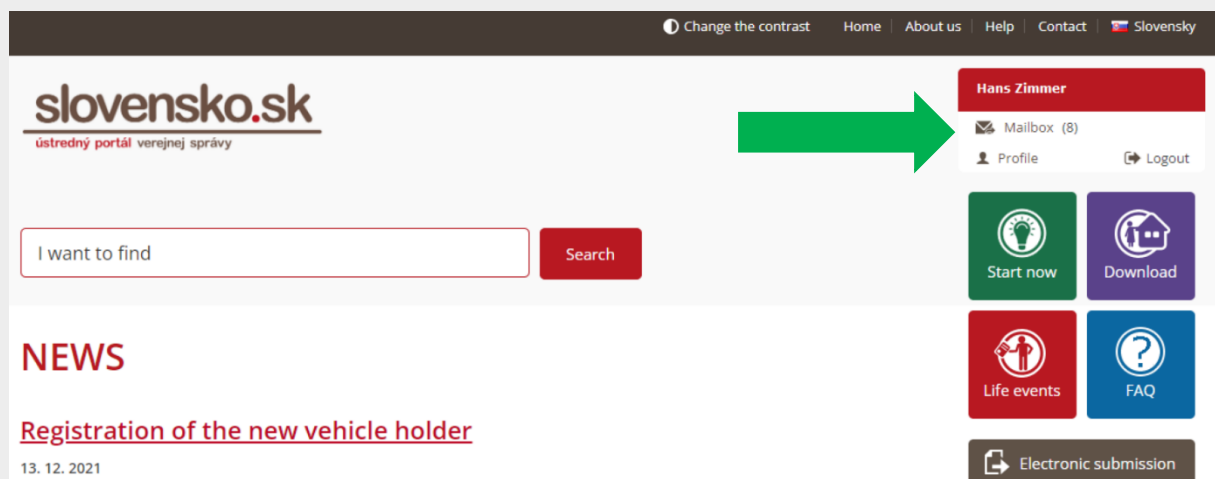 Change the contrast Home About us Help Contact Slovensky
slovensko.sk
ústredný portál verejnej správy
Hans Zimmer
Mailbox (8)
Profile Logout
I want to find Search
Start now Download
Life events FAQ
NEWS
Registration of the new vehicle holder
13. 12. 2021
Electronic submission